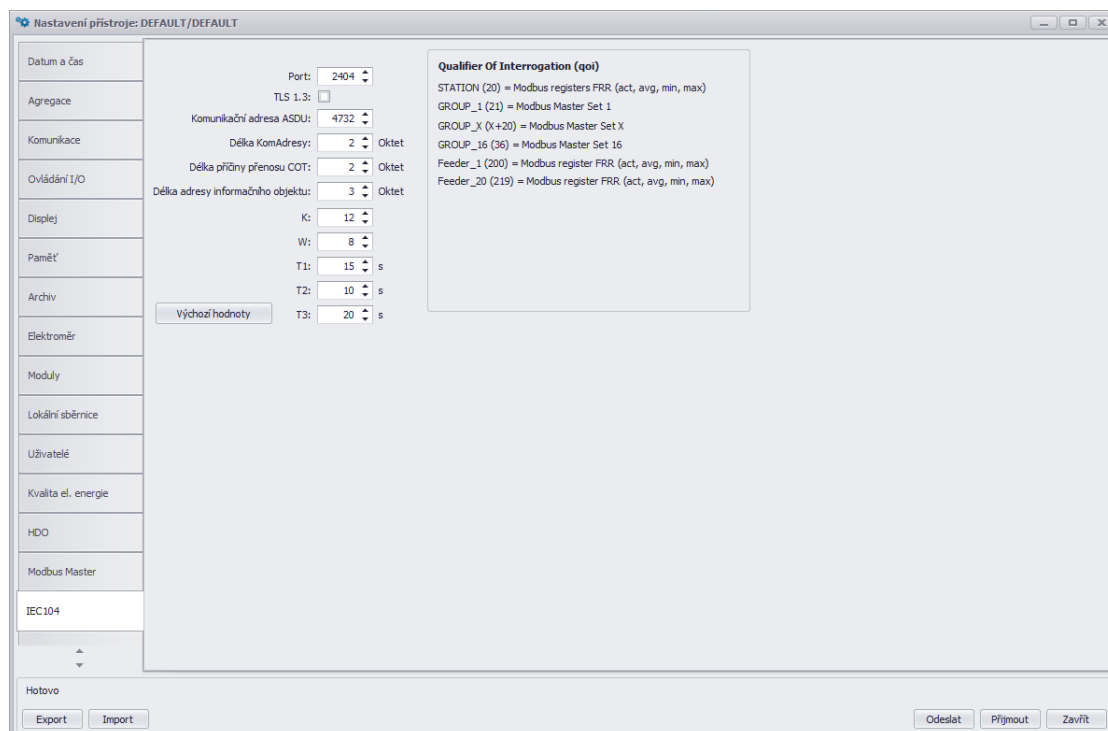 Nastavení přístroje: DEFAULT/DEFAULT
Datum a čas
Agregace
Komunikace
Ovládání I/O
Displej
Paměť
Archiv
Elektroměr
Moduly
Lokální sběrnice
Uživatelé
Kvalita el. energie
HDO
Modbus Master
IEC104
Port: 2404
TLS 1.3:
Komunikační adresa ASDU: 4732
Délka KomAdresy: 2 Oktet
Délka příčiny přenosu COT: 2 Oktet
Délka adresy informačního objektu: 3 Oktet
K: 12
W: 8
T1: 15 s
T2: 10 s
Výchozí hodnoty T3: 20 s
Qualifier Of Interrogation (qoi)
STATION (20) = Modbus registers FRR (act, avg, min, max)
GROUP_1 (21) = Modbus Master Set 1
GROUP_X (X+20) = Modbus Master Set X
GROUP_16 (36) = Modbus Master Set 16
Feeder_1 (200) = Modbus register FRR (act, avg, min, max)
Feeder_20 (219) = Modbus register FRR (act, avg, min, max)
Hotovo
Export Import Odeslat Přijmout Zavřít